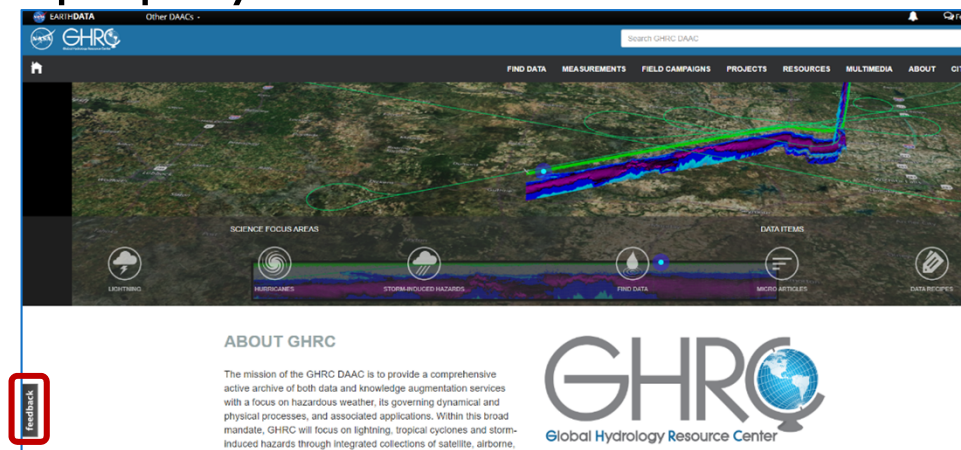 EARTHDATA Other DAACs
GHRC
Global Hydrology Resource Center
Search GHRC DAAC
FIND DATA MEASUREMENTS FIELD CAMPAIGNS PROJECTS RESOURCES MULTIMEDIA ABOUT
SCIENCE FOCUS AREAS DATA ITEMS
LIGHTNING HURRICANES STORM-INDUCED HAZARDS FIND DATA MICRO ARTICLES DATA RECIPES
ABOUT GHRC
The mission of the GHRC DAAC is to provide a comprehensive
active archive of both data and knowledge augmentation services
with a focus on hazardous weather, its governing dynamical and
physical processes, and associated applications. Within this broad
mandate, GHRC will focus on lightning, tropical cyclones and storm-
induced hazards through integrated collections of satellite, airborne,
GHRC
Global Hydrology Resource Center
feedback